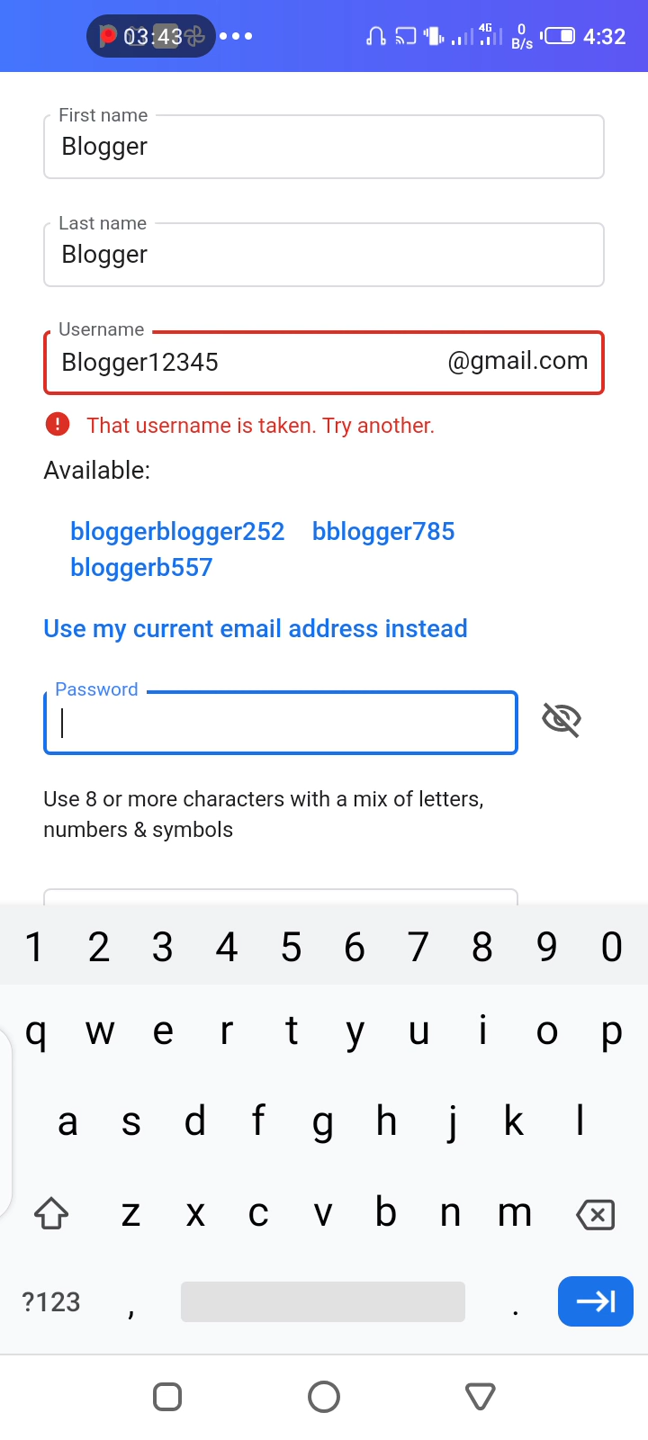 03:43 4G 0 B/s 4:32
First name
Blogger
Last name
Blogger
Username
Blogger12345 @gmail.com
That username is taken. Try another.
Available:
bloggerblogger252 bblogger785
bloggerb557
Use my current email address instead
Password
Use 8 or more characters with a mix of letters,
numbers & symbols
1 2 3 4 5 6 7 8 9 0
q w e r t y u i o p
a s d f g h j k l
z x c v b n m
?123 , .